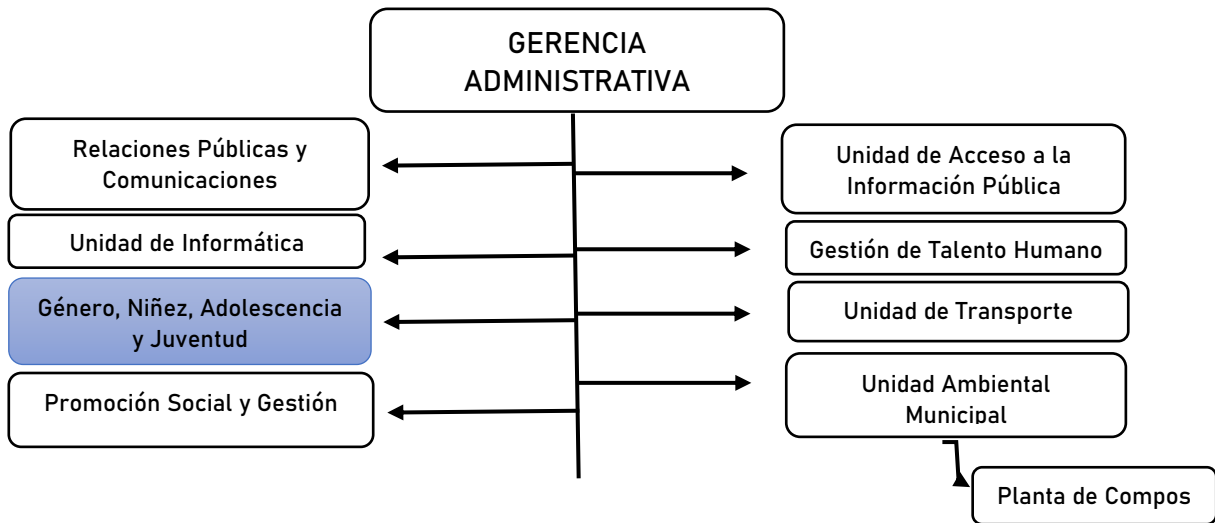 GERENCIA
ADMINISTRATIVA
Relaciones Públicas y
Comunicaciones
Unidad de Informática
Género, Niñez, Adolescencia
y Juventud
Promoción Social y Gestión
Unidad de Acceso a la
Información Pública
Gestión de Talento Humano
Unidad de Transporte
Unidad Ambiental
Municipal
Planta de Compos